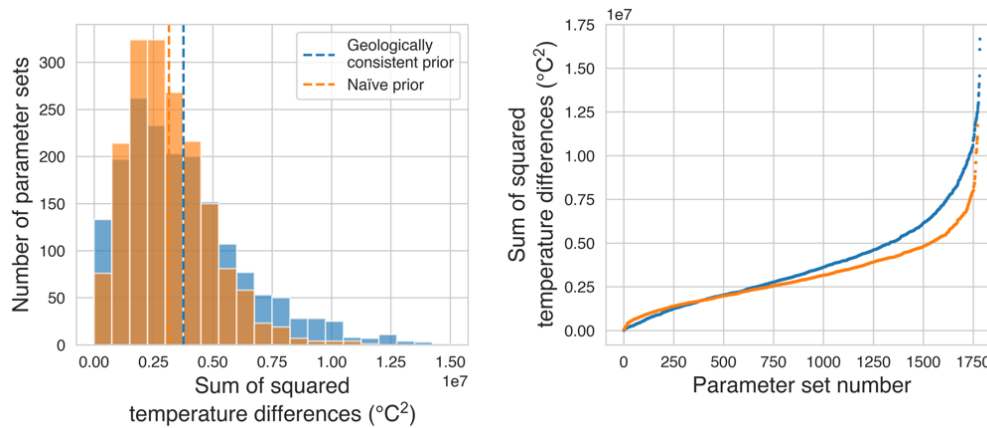 Number of parameter sets
300
250
200
150
100
50
0
Geologically
consistent prior
Naïve prior
0.00 0.25 0.50 0.75 1.00 1.25 1.50
1e7
Sum of squared
temperature differences (°C²)
1e7
Sum of squared
temperature differences (°C²)
1.75
1.50
1.25
1.00
0.75
0.50
0.25
0.00
0 250 500 750 1000 1250 1500 1750
Parameter set number